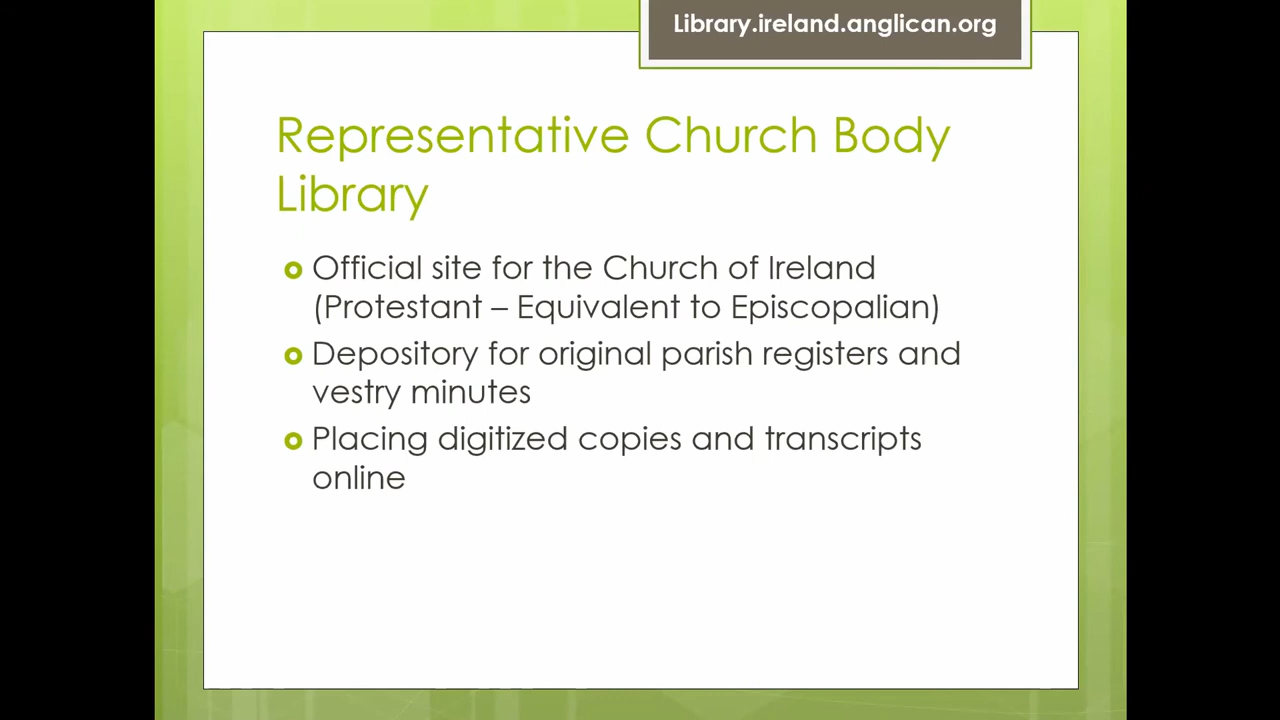 Library.ireland.anglican.org
Representative Church Body
Library
Official site for the Church of Ireland
(Protestant – Equivalent to Episcopalian)
Depository for original parish registers and
vestry minutes
Placing digitized copies and transcripts
online